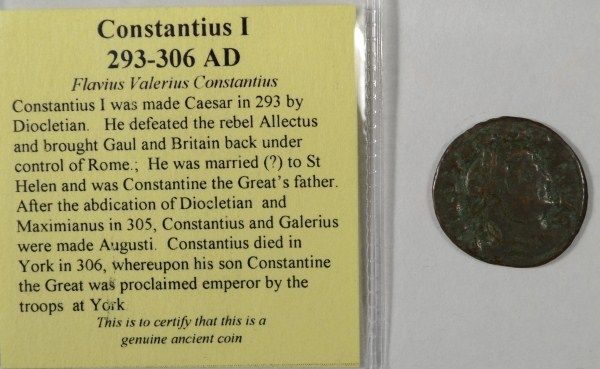 Constantius I
293-306 AD
Flavius Valerius Constantius
Constantius I was made Caesar in 293 by
Diocletian.   He defeated the rebel Allectus
and brought Gaul and Britain back under
control of Rome.;  He was married (?) to St
Helen and was Constantine the Great's father.
After the abdication of Diocletian  and
Maximianus in 305, Constantius and Galerius
were made Augusti.  Constantius died in
York in 306, whereupon his son Constantine
the Great was proclaimed emperor by the
troops  at York
This is to certify that this is a
genuine ancient coin